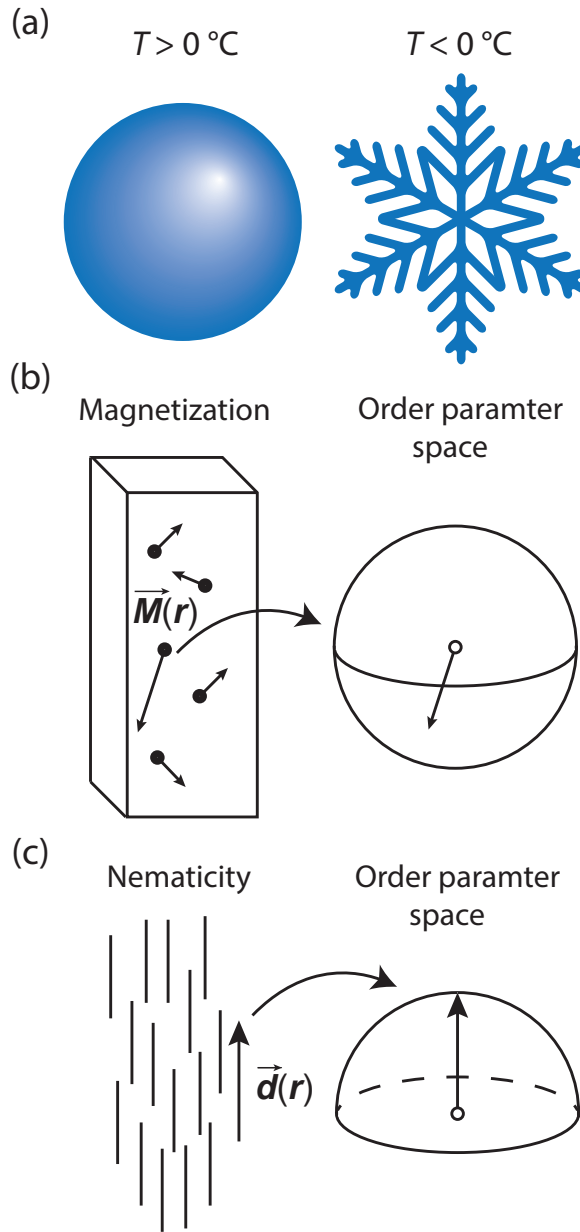 (a)
T > 0 °C T < 0 °C
(b)
Magnetization Order paramter
space
M(r)
(c)
Nematicity Order paramter
space
d(r)